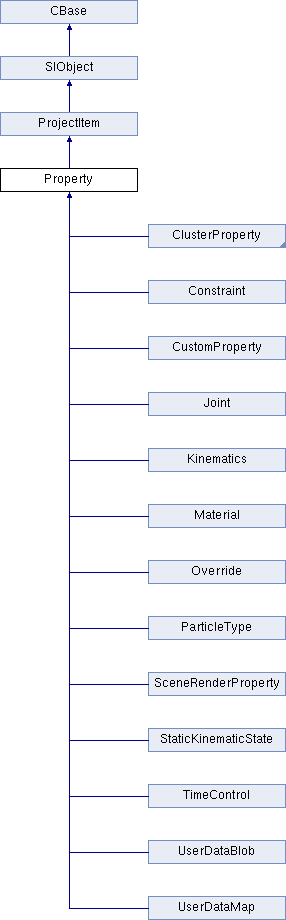 CBase
SIObject
ProjectItem
Property
ClusterProperty
Constraint
CustomProperty
Joint
Kinematics
Material
Override
ParticleType
SceneRenderProperty
StaticKinematicState
TimeControl
UserDataBlob
UserDataMap